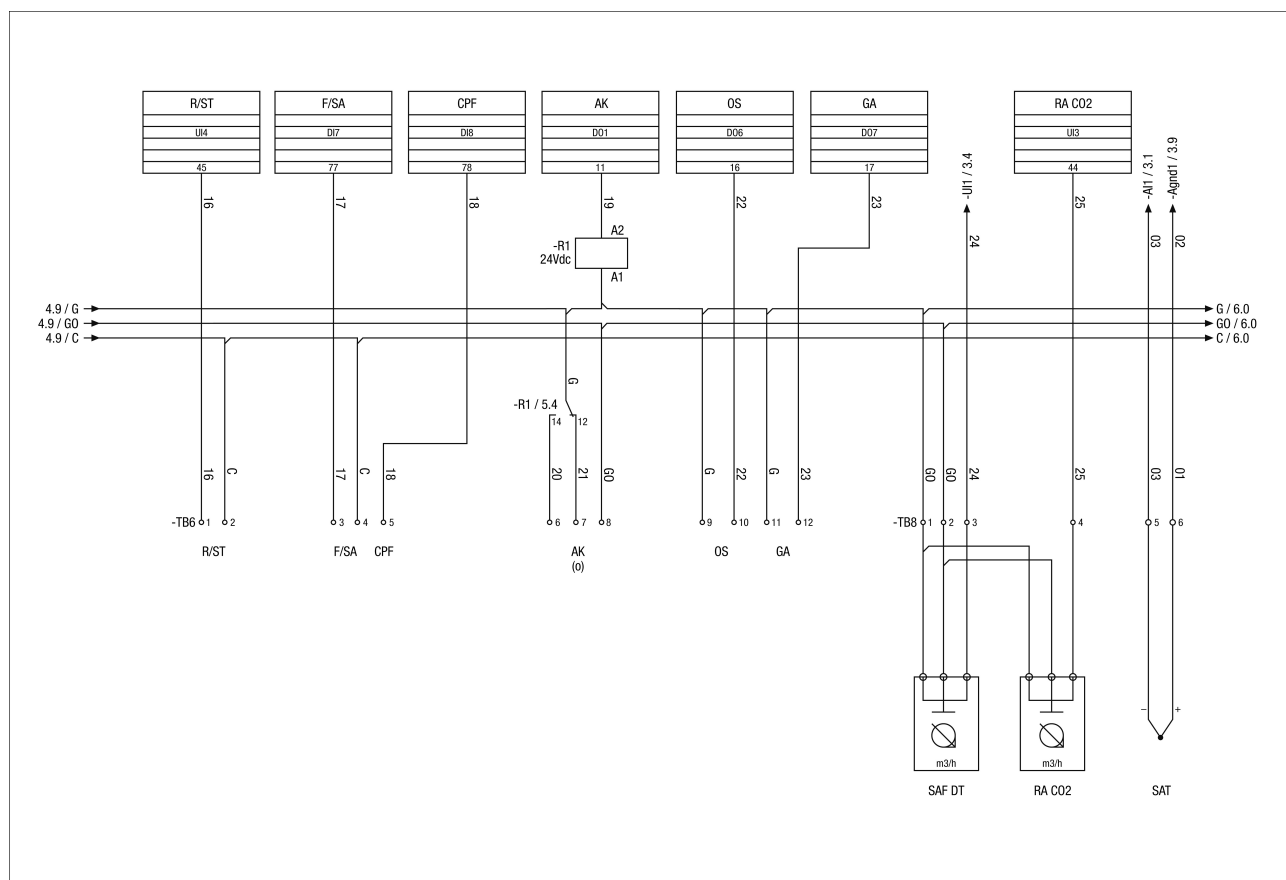 R/ST F/SA CPF AK OS GA RA CO2
UI4 DI7 DI8 DO1 DO6 DO7 UI3
45 77 78 11 16 17 44
-UI1 / 3.4
-AI1 / 3.1
-Agnd1 / 3.9
16 17 18 19 22 23 24 25 03 02
A2
-R1
24Vdc
A1
4.9 / G G / 6.0
4.9 / GO GO / 6.0
4.9 / C C / 6.0
G
-R1 / 5.4
14 12
16 C 17 C 18 20 21 GO G 22 G 23 GO GO 24 25 03 01
-TB6 1 2 3 4 5 6 7 8 9 10 11 12 -TB8 1 2 3 4 5 6
R/ST F/SA CPF AK OS GA
(o)
− +
m3/h m3/h
SAF DT RA CO2 SAT